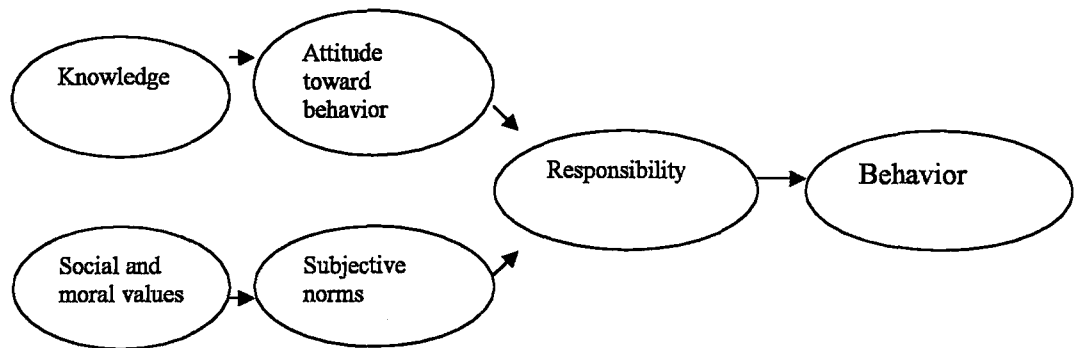 Knowledge
Attitude
toward
behavior
Responsibility
Behavior
Social and
moral values
Subjective
norms